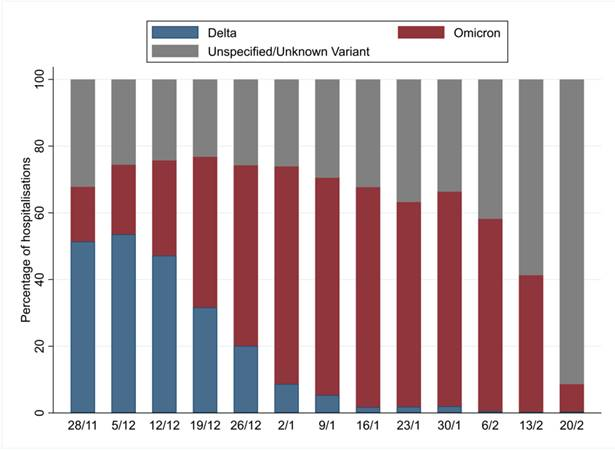 Delta
Omicron
Unspecified/Unknown Variant
Percentage of hospitalisations
100
80
60
40
20
0
28/11 5/12 12/12 19/12 26/12 2/1 9/1 16/1 23/1 30/1 6/2 13/2 20/2